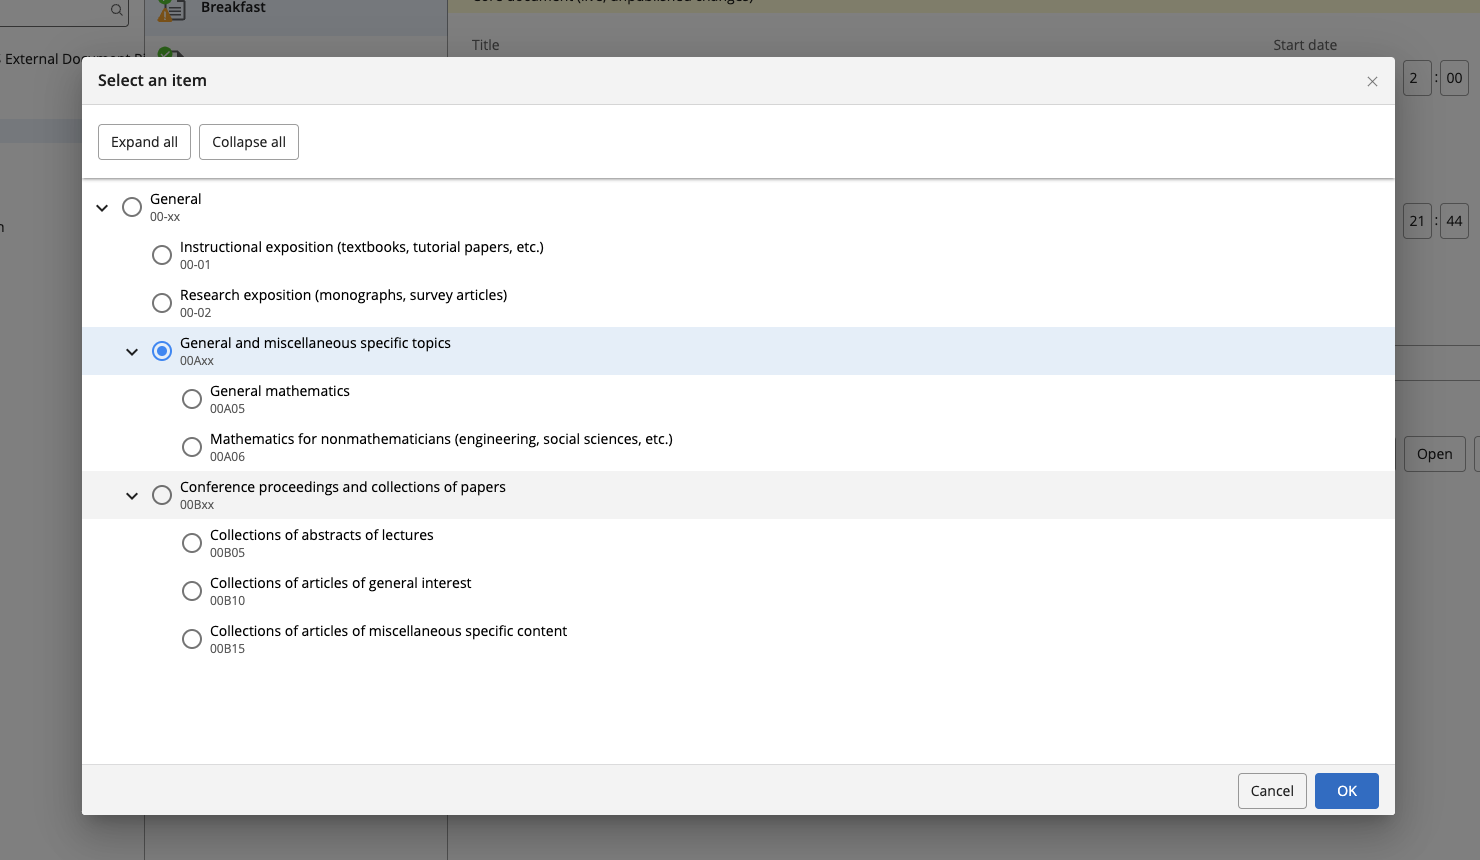 Breakfast
Title
Start date
External
2 : 00
Select an item
Expand all
Collapse all
General
00-xx
Instructional exposition (textbooks, tutorial papers, etc.)
00-01
Research exposition (monographs, survey articles)
00-02
21 : 44
General and miscellaneous specific topics
00Axx
General mathematics
00A05
Mathematics for nonmathematicians (engineering, social sciences, etc.)
00A06
Open
Conference proceedings and collections of papers
00Bxx
Collections of abstracts of lectures
00B05
Collections of articles of general interest
00B10
Collections of articles of miscellaneous specific content
00B15
Cancel
OK